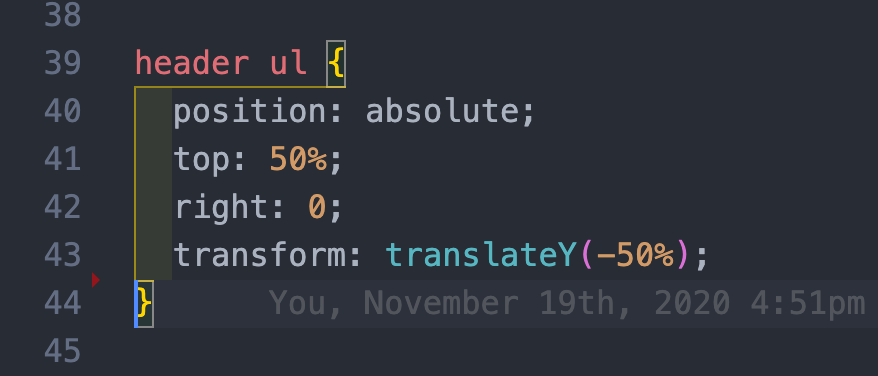 38
39 header ul {
40 position: absolute;
41 top: 50%;
42 right: 0;
43 transform: translateY(-50%);
44 } You, November 19th, 2020 4:51pm
45